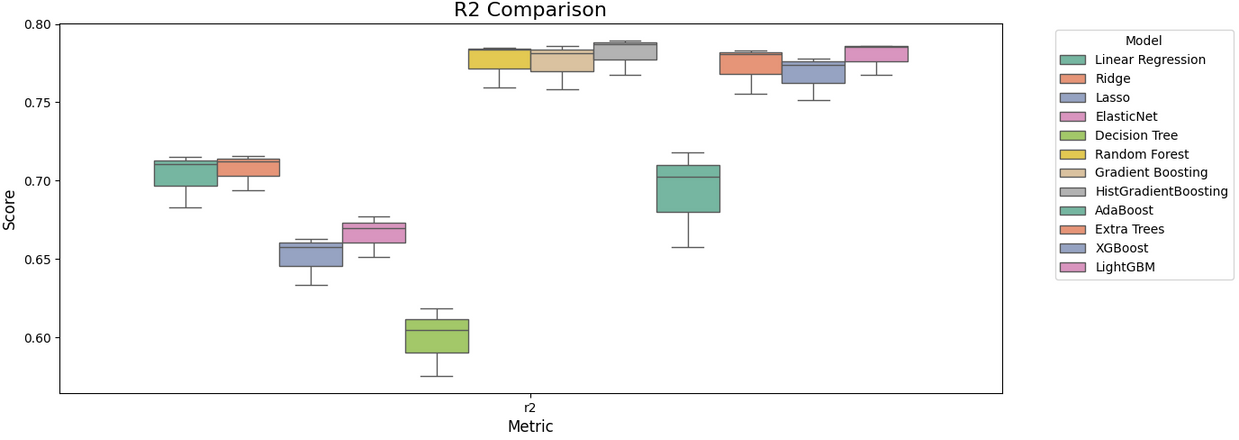 R2 Comparison
Score
0.80
0.75
0.70
0.65
0.60
r2
Metric
Model
Linear Regression
Ridge
Lasso
ElasticNet
Decision Tree
Random Forest
Gradient Boosting
HistGradientBoosting
AdaBoost
Extra Trees
XGBoost
LightGBM